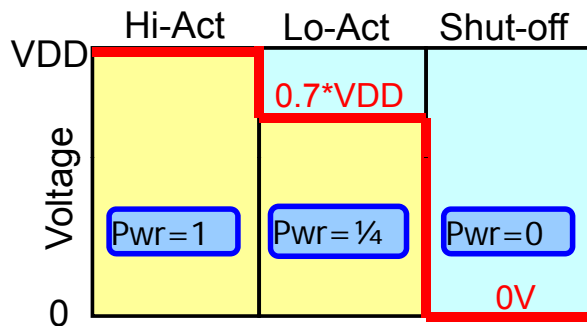 Hi-Act Lo-Act Shut-off
VDD
0.7*VDD
Voltage
Pwr=1 Pwr=¼ Pwr=0
0V
0